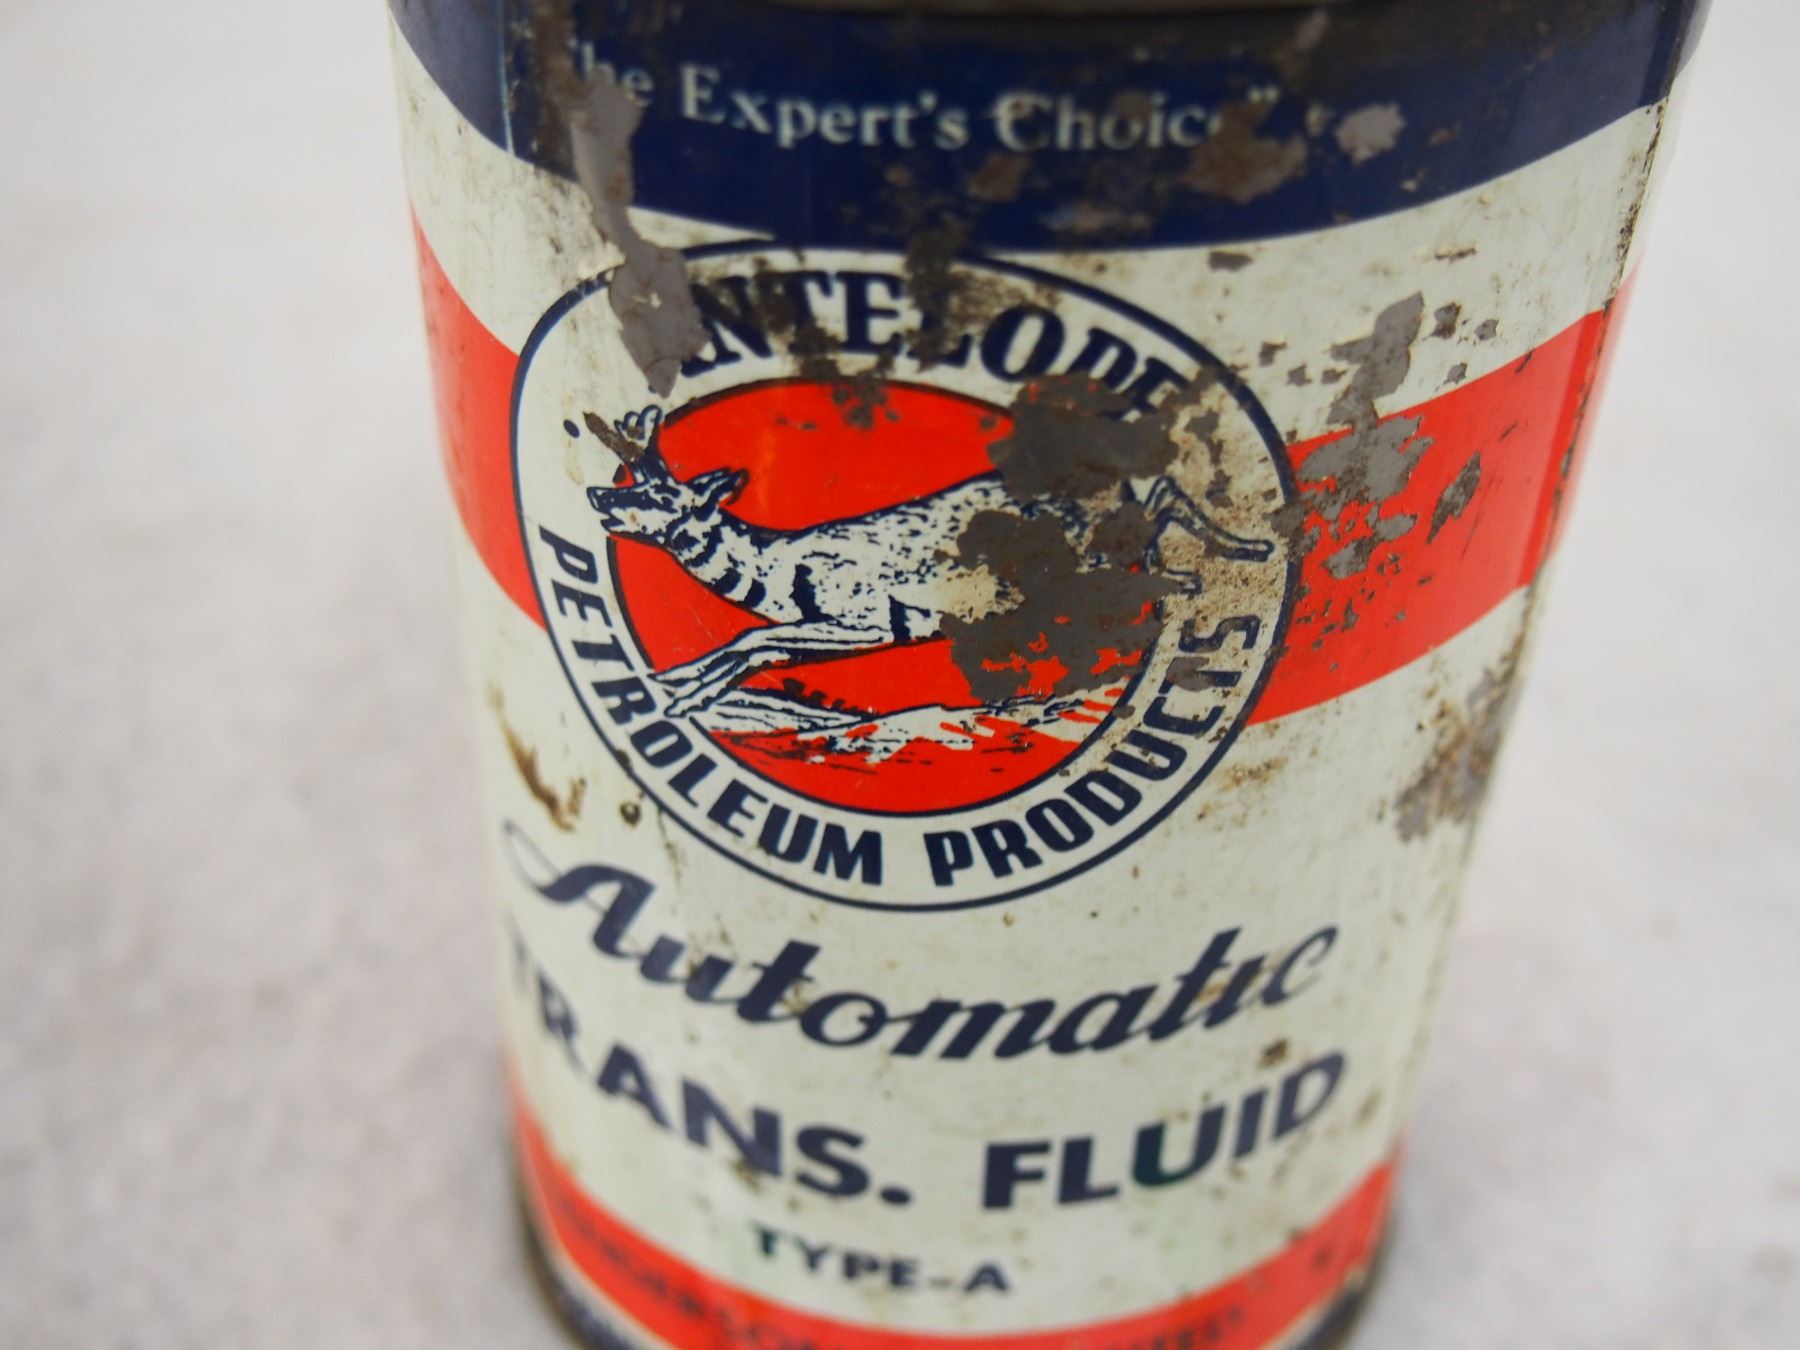 "The Expert's Choice"
ANTELOPE
PETROLEUM PRODUCTS
Automatic
TRANS. FLUID
TYPE-A